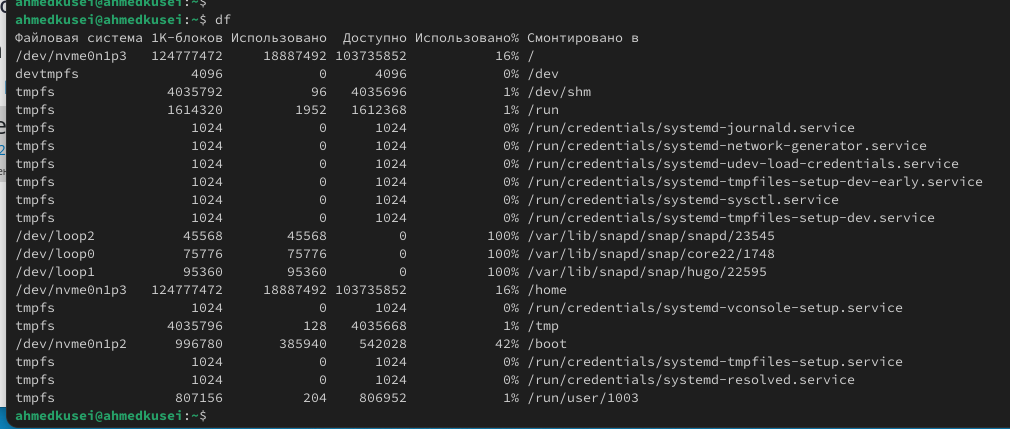 ahmedkusei@ahmedkusei:~$
ahmedkusei@ahmedkusei:~$ df
Файловая система 1K-блоков Использовано Доступно Использовано% Смонтировано в
/dev/nvme0n1p3 124777472 18887492 103735852 16% /
devtmpfs 4096 0 4096 0% /dev
tmpfs 4035792 96 4035696 1% /dev/shm
tmpfs 1614320 1952 1612368 1% /run
tmpfs 1024 0 1024 0% /run/credentials/systemd-journald.service
tmpfs 1024 0 1024 0% /run/credentials/systemd-network-generator.service
tmpfs 1024 0 1024 0% /run/credentials/systemd-udev-load-credentials.service
tmpfs 1024 0 1024 0% /run/credentials/systemd-tmpfiles-setup-dev-early.service
tmpfs 1024 0 1024 0% /run/credentials/systemd-sysctl.service
tmpfs 1024 0 1024 0% /run/credentials/systemd-tmpfiles-setup-dev.service
/dev/loop2 45568 45568 0 100% /var/lib/snapd/snap/snapd/23545
/dev/loop0 75776 75776 0 100% /var/lib/snapd/snap/core22/1748
/dev/loop1 95360 95360 0 100% /var/lib/snapd/snap/hugo/22595
/dev/nvme0n1p3 124777472 18887492 103735852 16% /home
tmpfs 1024 0 1024 0% /run/credentials/systemd-vconsole-setup.service
tmpfs 4035796 128 4035668 1% /tmp
/dev/nvme0n1p2 996780 385940 542028 42% /boot
tmpfs 1024 0 1024 0% /run/credentials/systemd-tmpfiles-setup.service
tmpfs 1024 0 1024 0% /run/credentials/systemd-resolved.service
tmpfs 807156 204 806952 1% /run/user/1003
ahmedkusei@ahmedkusei:~$